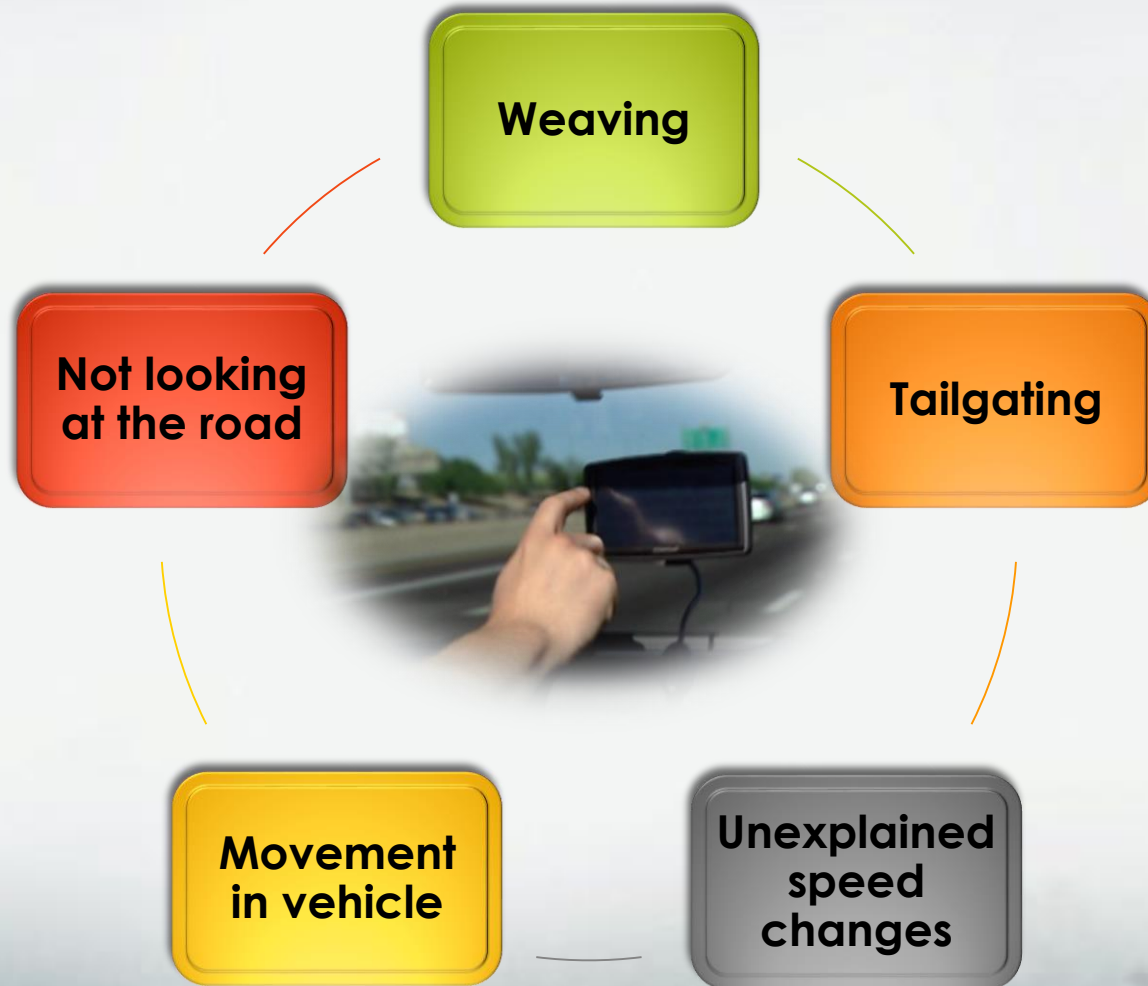 Weaving
Tailgating
Unexplained
speed
changes
Movement
in vehicle
Not looking
at the road